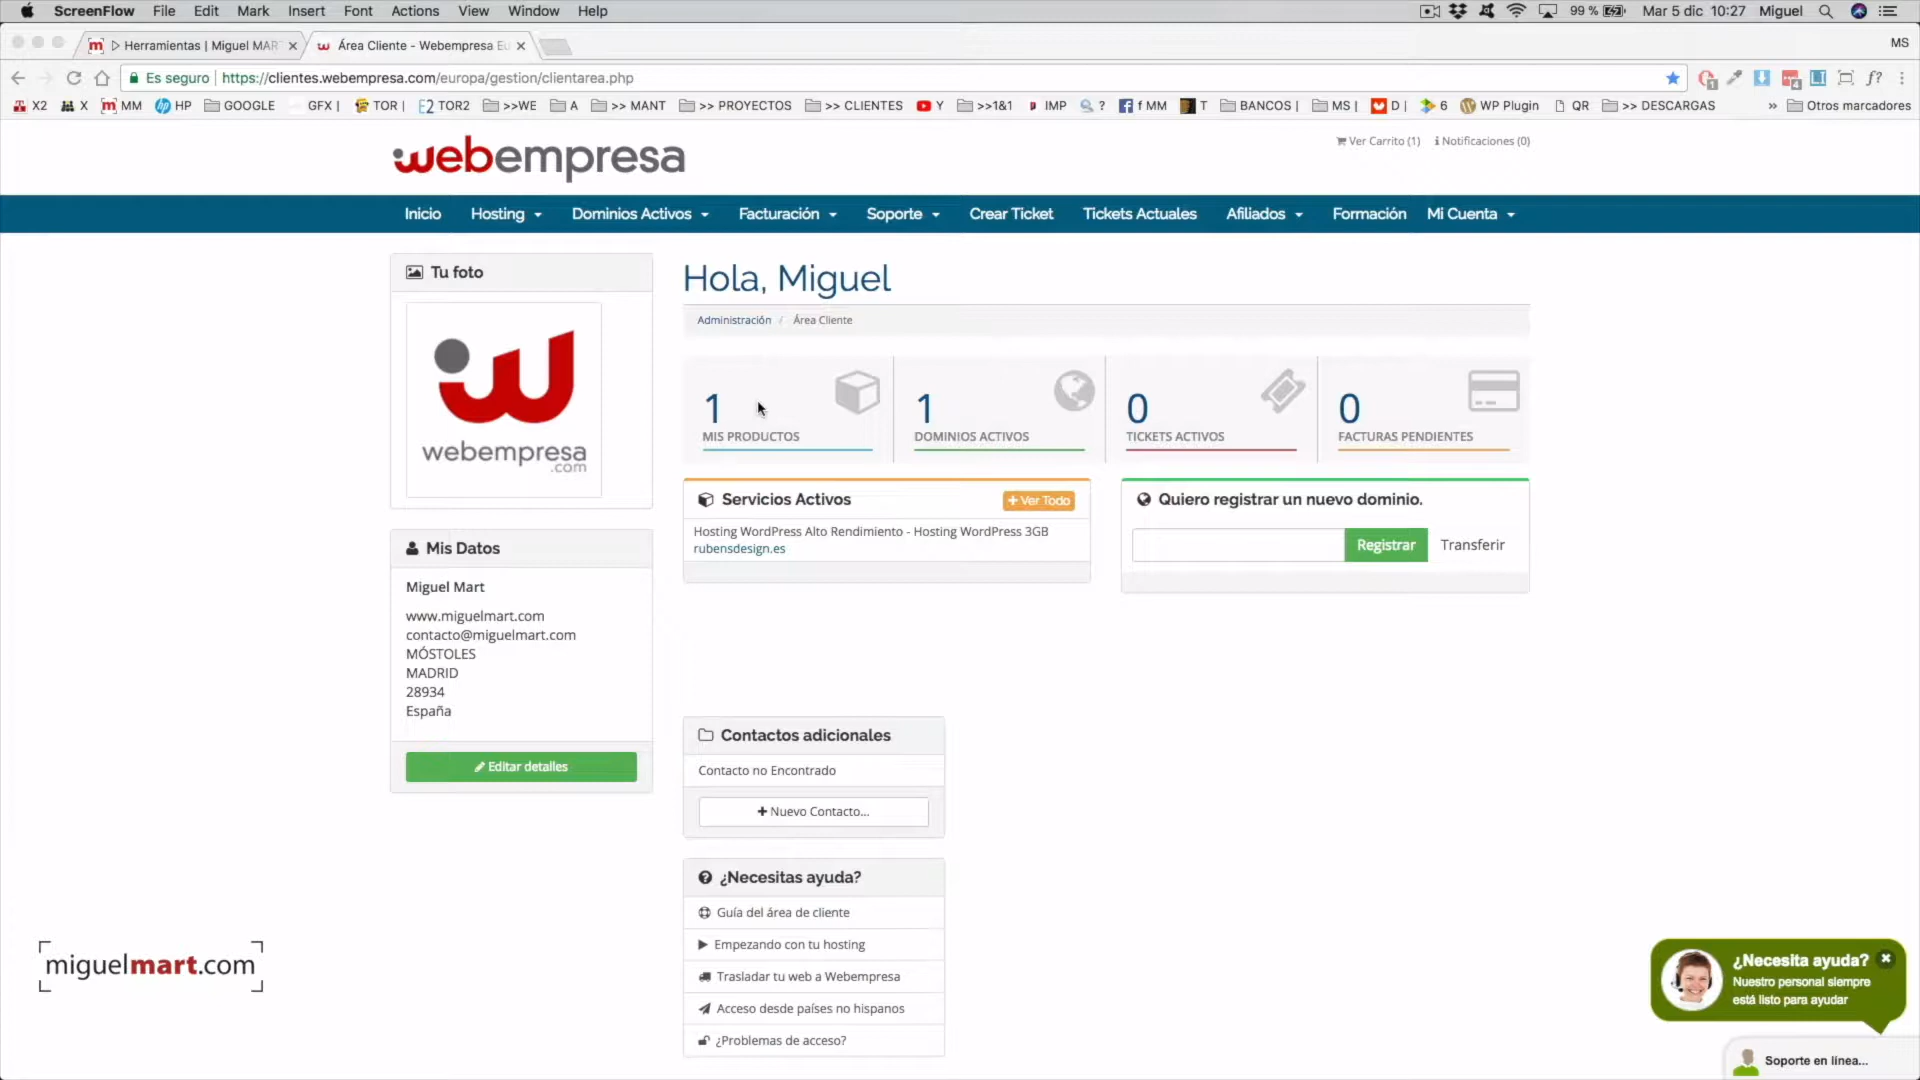 ScreenFlow File Edit Mark Insert Font Actions View Window Help 99 % Mar 5 dic 10:27 Miguel
Herramientas | Miguel MAR Área Cliente - Webempresa Eu MS
Es seguro https://clientes.webempresa.com/europa/gestion/clientarea.php
X2 X MM HP GOOGLE GFX | TOR | TOR2 >>WE A >> MANT >> PROYECTOS >> CLIENTES Y >>1&1 IMP ? f MM T BANCOS | MS | D | 6 WP Plugin QR >> DESCARGAS » Otros marcadores
webempresa
Ver Carrito (1) Notificaciones (0)
Inicio Hosting Dominios Activos Facturación Soporte Crear Ticket Tickets Actuales Afiliados Formación Mi Cuenta
Tu foto
webempresa
.com
Mis Datos
Miguel Mart
www.miguelmart.com
contacto@miguelmart.com
MÓSTOLES
MADRID
28934
España
Editar detalles
Hola, Miguel
Administración / Área Cliente
1
MIS PRODUCTOS
1
DOMINIOS ACTIVOS
0
TICKETS ACTIVOS
0
FACTURAS PENDIENTES
Servicios Activos
+ Ver Todo
Hosting WordPress Alto Rendimiento - Hosting WordPress 3GB
rubensdesign.es
Quiero registrar un nuevo dominio.
Registrar Transferir
Contactos adicionales
Contacto no Encontrado
+ Nuevo Contacto...
¿Necesitas ayuda?
Guía del área de cliente
Empezando con tu hosting
Trasladar tu web a Webempresa
Acceso desde países no hispanos
¿Problemas de acceso?
miguelmart.com
¿Necesita ayuda?
Nuestro personal siempre
está listo para ayudar
Soporte en línea...